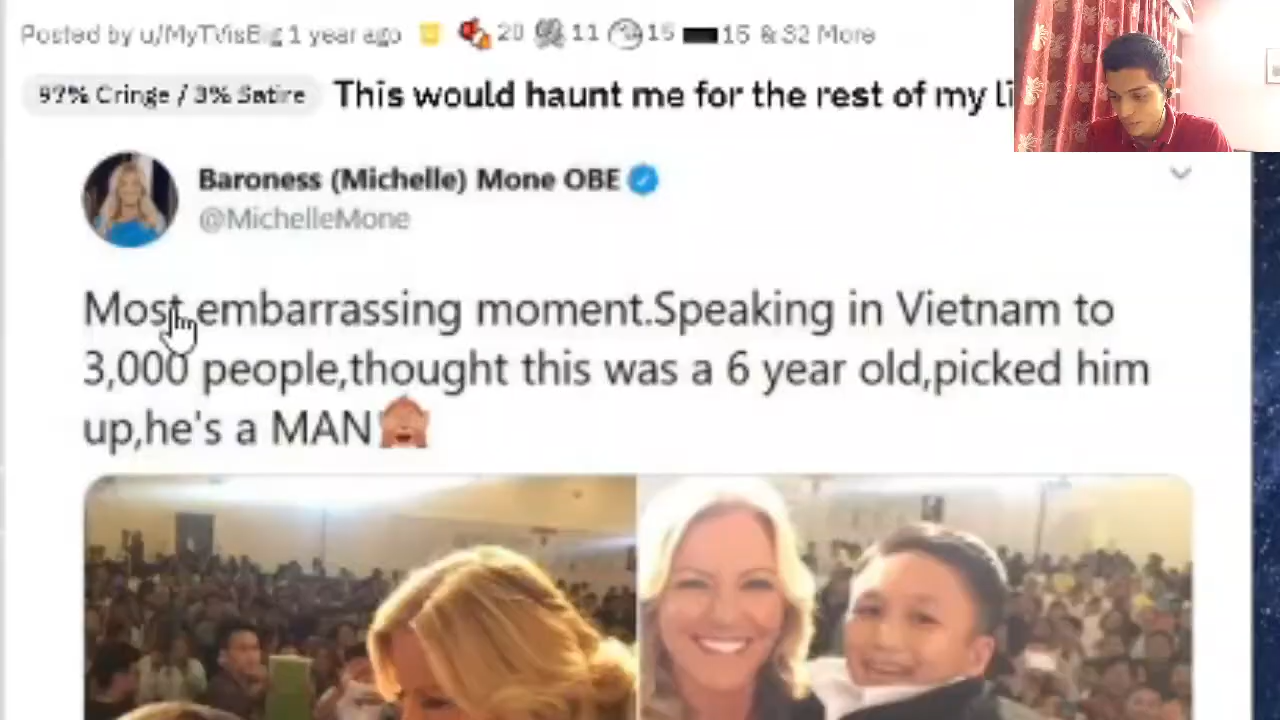 Posted by u/MyTVisBig 1 year ago 20 11 15 15 & 32 More
97% Cringe / 3% Satire This would haunt me for the rest of my li
Baroness (Michelle) Mone OBE
@MichelleMone
Most embarrassing moment.Speaking in Vietnam to
3,000 people,thought this was a 6 year old,picked him
up,he's a MAN🙈